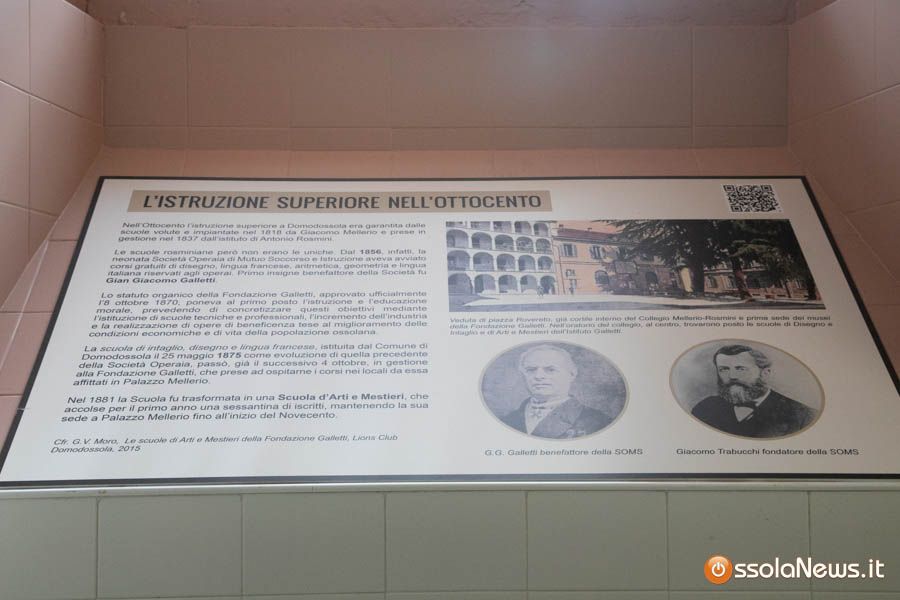 L'ISTRUZIONE SUPERIORE NELL'OTTOCENTO
Nell'Ottocento l'istruzione superiore a Domodossola era garantita dalle
scuole volute e impiantate nel 1818 da Giacomo Mellerio e prese in
gestione nel 1837 dall'istituto di Antonio Rosmini.
Le scuole rosminiane però non erano le uniche. Dal 1856, infatti, la
neonata Società Operaia di Mutuo Soccorso e Istruzione aveva avviato
corsi gratuiti di disegno, lingua francese, aritmetica, geometria e lingua
italiana riservati agli operai. Primo insigne benefattore della Società fu
Gian Giacomo Galletti.
Lo statuto organico della Fondazione Galletti, approvato ufficialmente
l'8 ottobre 1870, poneva al primo posto l'istruzione e l'educazione
morale, prevedendo di concretizzare questi obiettivi mediante
l'istituzione di scuole tecniche e professionali, l'incremento dell'industria
e la realizzazione di opere di beneficenza tese al miglioramento delle
condizioni economiche e di vita della popolazione ossolana.
La scuola di intaglio, disegno e lingua francese, istituita dal Comune di
Domodossola il 25 maggio 1875 come evoluzione di quella precedente
della Società Operaia, passò, già il successivo 4 ottobre, in gestione
alla Fondazione Galletti, che prese ad ospitarne i corsi nei locali da essa
affittati in Palazzo Mellerio.
Nel 1881 la Scuola fu trasformata in una Scuola d'Arti e Mestieri, che
accolse per il primo anno una sessantina di iscritti, mantenendo la sua
sede a Palazzo Mellerio fino all'inizio del Novecento.
Cfr. G.V. Moro, Le scuole di Arti e Mestieri della Fondazione Galletti, Lions Club
Domodossola, 2015
Veduta di piazza Rovereto, già cortile interno del Collegio Mellerio-Rosmini e prima sede dei musei
della Fondazione Galletti. Nell'oratorio del collegio, al centro, trovarono posto le scuole di Disegno e
Intaglio e di Arti e Mestieri dell'Istituto Galletti.
G.G. Galletti benefattore della SOMS
Giacomo Trabucchi fondatore della SOMS
OssolaNews.it